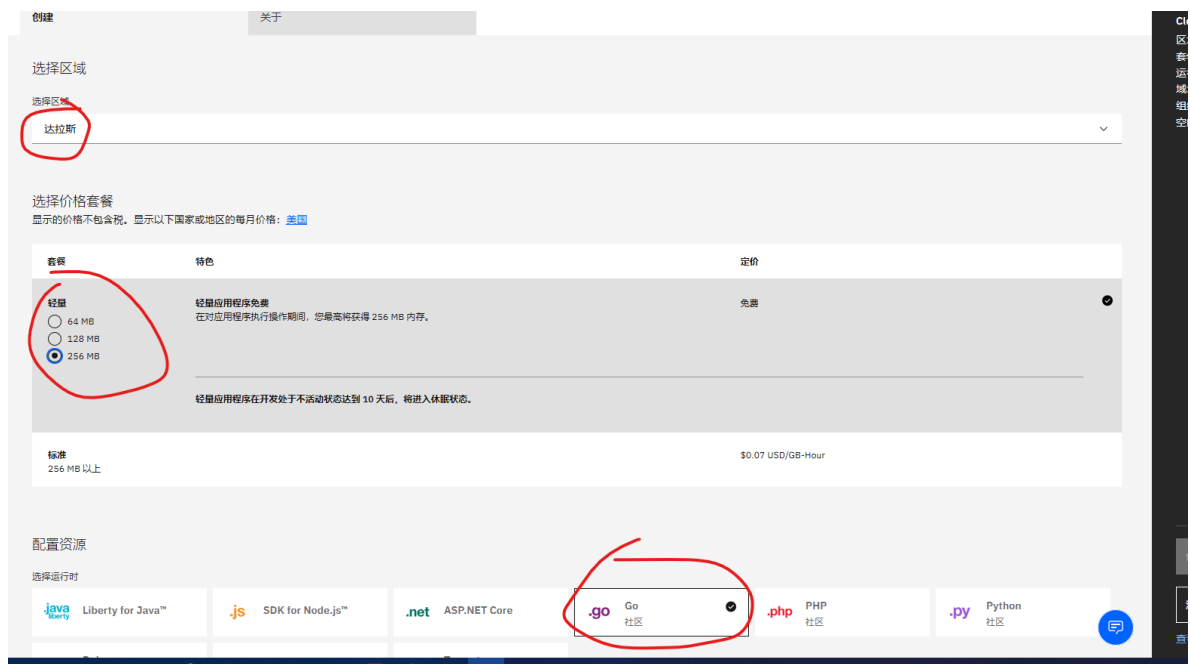 创建
关于
选择区域
选择区域
达拉斯
选择价格套餐
显示的价格不包含税。显示以下国家或地区的每月价格：美国
套餐
特色
定价
轻量
64 MB
128 MB
256 MB
轻量应用程序免费
在对应用程序执行操作期间，您最高将获得 256 MB 内存。
免费
轻量应用程序在开发处于不活动状态达到 10 天后，将进入休眠状态。
标准
256 MB 以上
$0.07 USD/GB-Hour
配置资源
选择运行时
.java
liberty
Liberty for Java™
.js
SDK for Node.js™
.net
ASP.NET Core
.go
Go
社区
.php
PHP
社区
.py
Python
社区